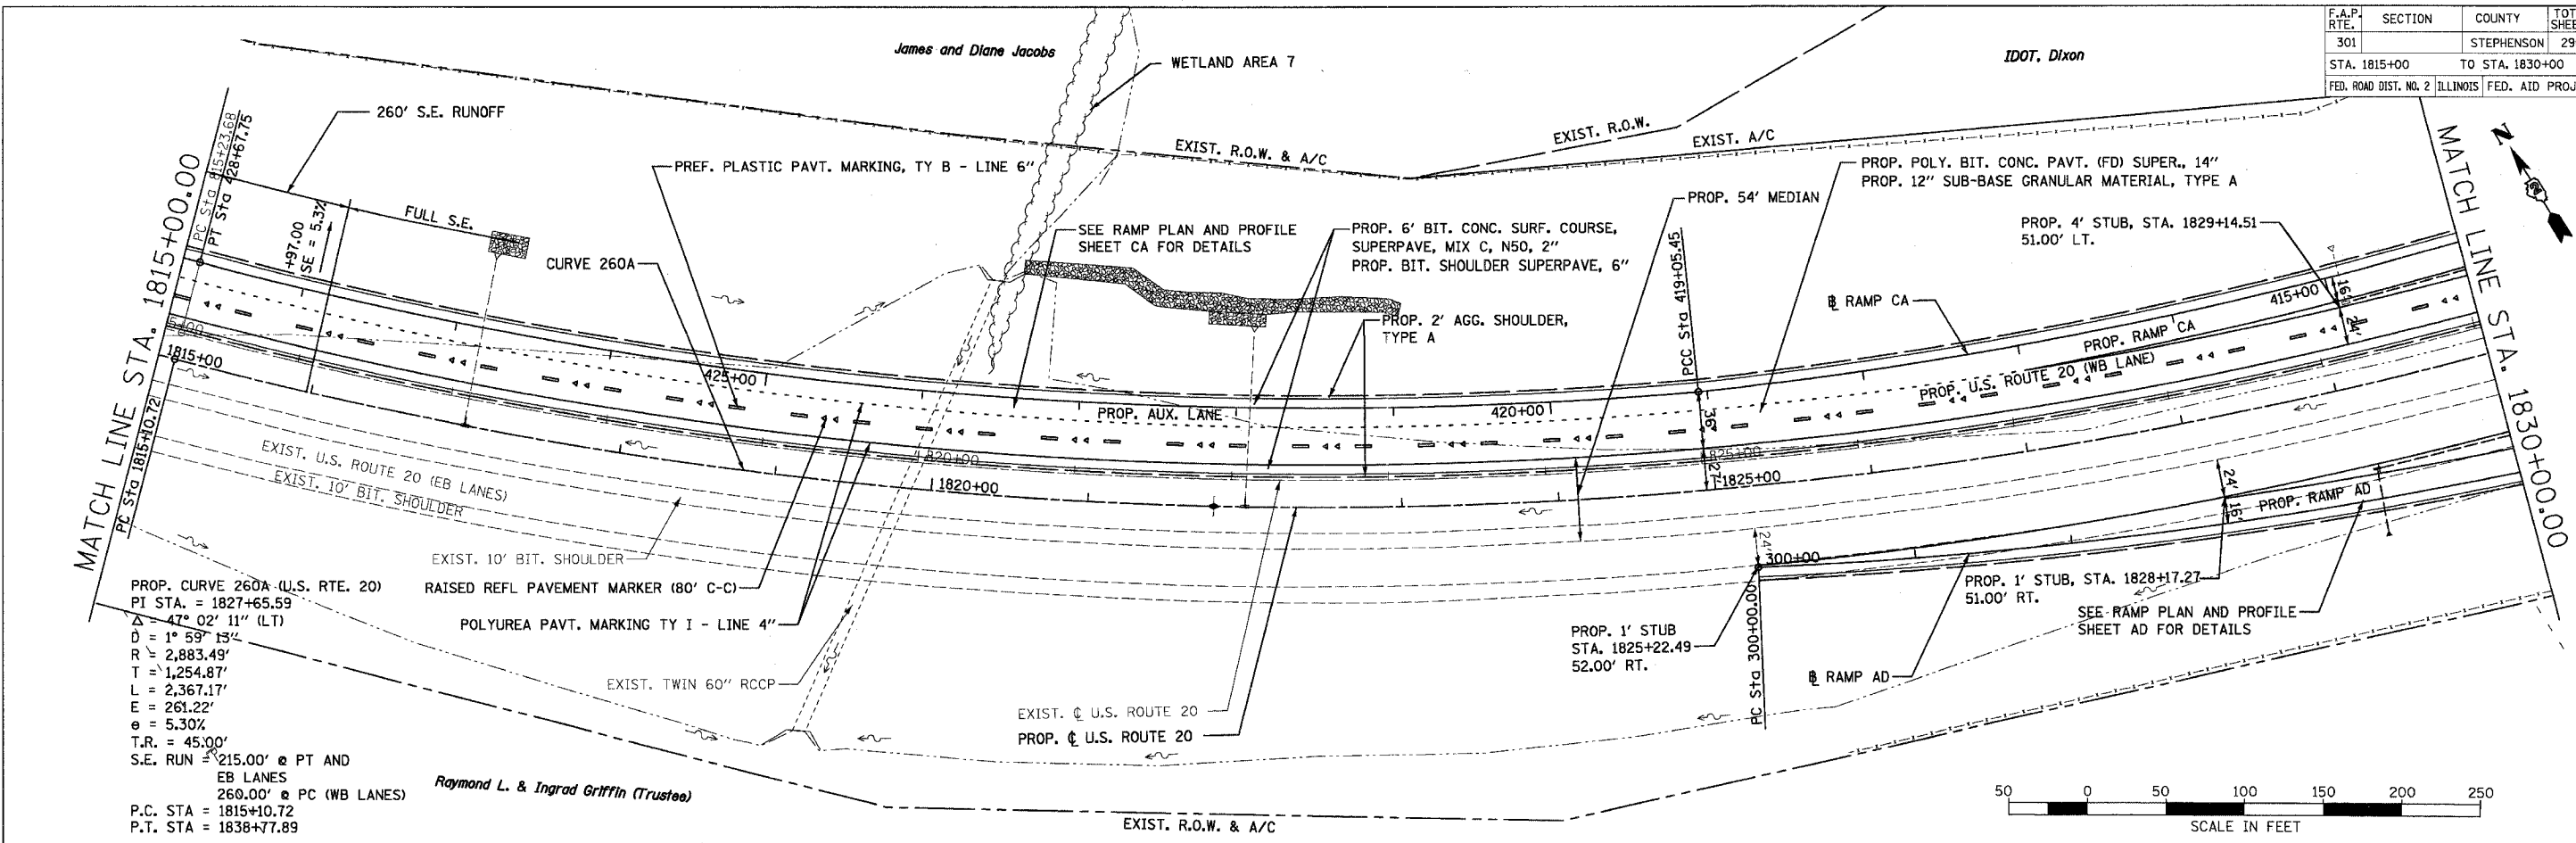 F.A.P. RTE.
SECTION
COUNTY
301
STEPHENSON
29
STA. 1815+00 TO STA. 1830+00
FED. ROAD DIST. NO. 2
ILLINOIS
FED. AID
James and Diane Jacobs
WETLAND AREA 7
IDOT, Dixon
260' S.E. RUNOFF
EXIST. R.O.W. & A/C
EXIST. R.O.W.
EXIST. A/C
MATCH LINE STA. 1815+00.00
PC Sta 815+23.68
PT Sta 428+67.75
+97.00
SE = 5.3%
FULL S.E.
PREF. PLASTIC PAVT. MARKING, TY B - LINE 6"
SEE RAMP PLAN AND PROFILE
SHEET CA FOR DETAILS
CURVE 260A
PROP. 6' BIT. CONC. SURF. COURSE,
SUPERPAVE, MIX C, N50, 2"
PROP. BIT. SHOULDER SUPERPAVE, 6"
PROP. 54' MEDIAN
PROP. POLY. BIT. CONC. PAVT. (FD) SUPER., 14"
PROP. 12" SUB-BASE GRANULAR MATERIAL, TYPE A
PROP. 4' STUB, STA. 1829+14.51
51.00' LT.
MATCH LINE STA. 1830+00.00
N
PROP. 2' AGG. SHOULDER,
TYPE A
PCC Sta 419+05.45
℄ RAMP CA
415+00
16'
24'
PROP. RAMP CA
PROP. U.S. ROUTE 20 (WB LANE)
5+00
1815+00
425+00
PROP. AUX. LANE
420+00
39'
820+00
825+00
27'
1820+00
1825+00
PC Sta 1815+10.72
EXIST. U.S. ROUTE 20 (EB LANES)
EXIST. 10' BIT. SHOULDER
EXIST. 10' BIT. SHOULDER
24'
300+00
24'
16'
PROP. RAMP AD
PROP. CURVE 260A (U.S. RTE. 20)
PI STA. = 1827+65.59
Δ = 47° 02' 11" (LT)
D = 1° 59' 13"
R = 2,883.49'
T = 1,254.87'
L = 2,367.17'
E = 261.22'
e = 5.30%
T.R. = 45.00'
S.E. RUN = 215.00' @ PT AND
EB LANES
260.00' @ PC (WB LANES)
P.C. STA = 1815+10.72
P.T. STA = 1838+77.89
RAISED REFL PAVEMENT MARKER (80' C-C)
POLYUREA PAVT. MARKING TY I - LINE 4"
EXIST. TWIN 60" RCCP
EXIST. ℄ U.S. ROUTE 20
PROP. ℄ U.S. ROUTE 20
PROP. 1' STUB
STA. 1825+22.49
52.00' RT.
PC Sta 300+00.00
PROP. 1' STUB, STA. 1828+17.27
51.00' RT.
SEE RAMP PLAN AND PROFILE
SHEET AD FOR DETAILS
℄ RAMP AD
Raymond L. & Ingrad Griffin (Trustee)
EXIST. R.O.W. & A/C
50 0 50 100 150 200 250
SCALE IN FEET